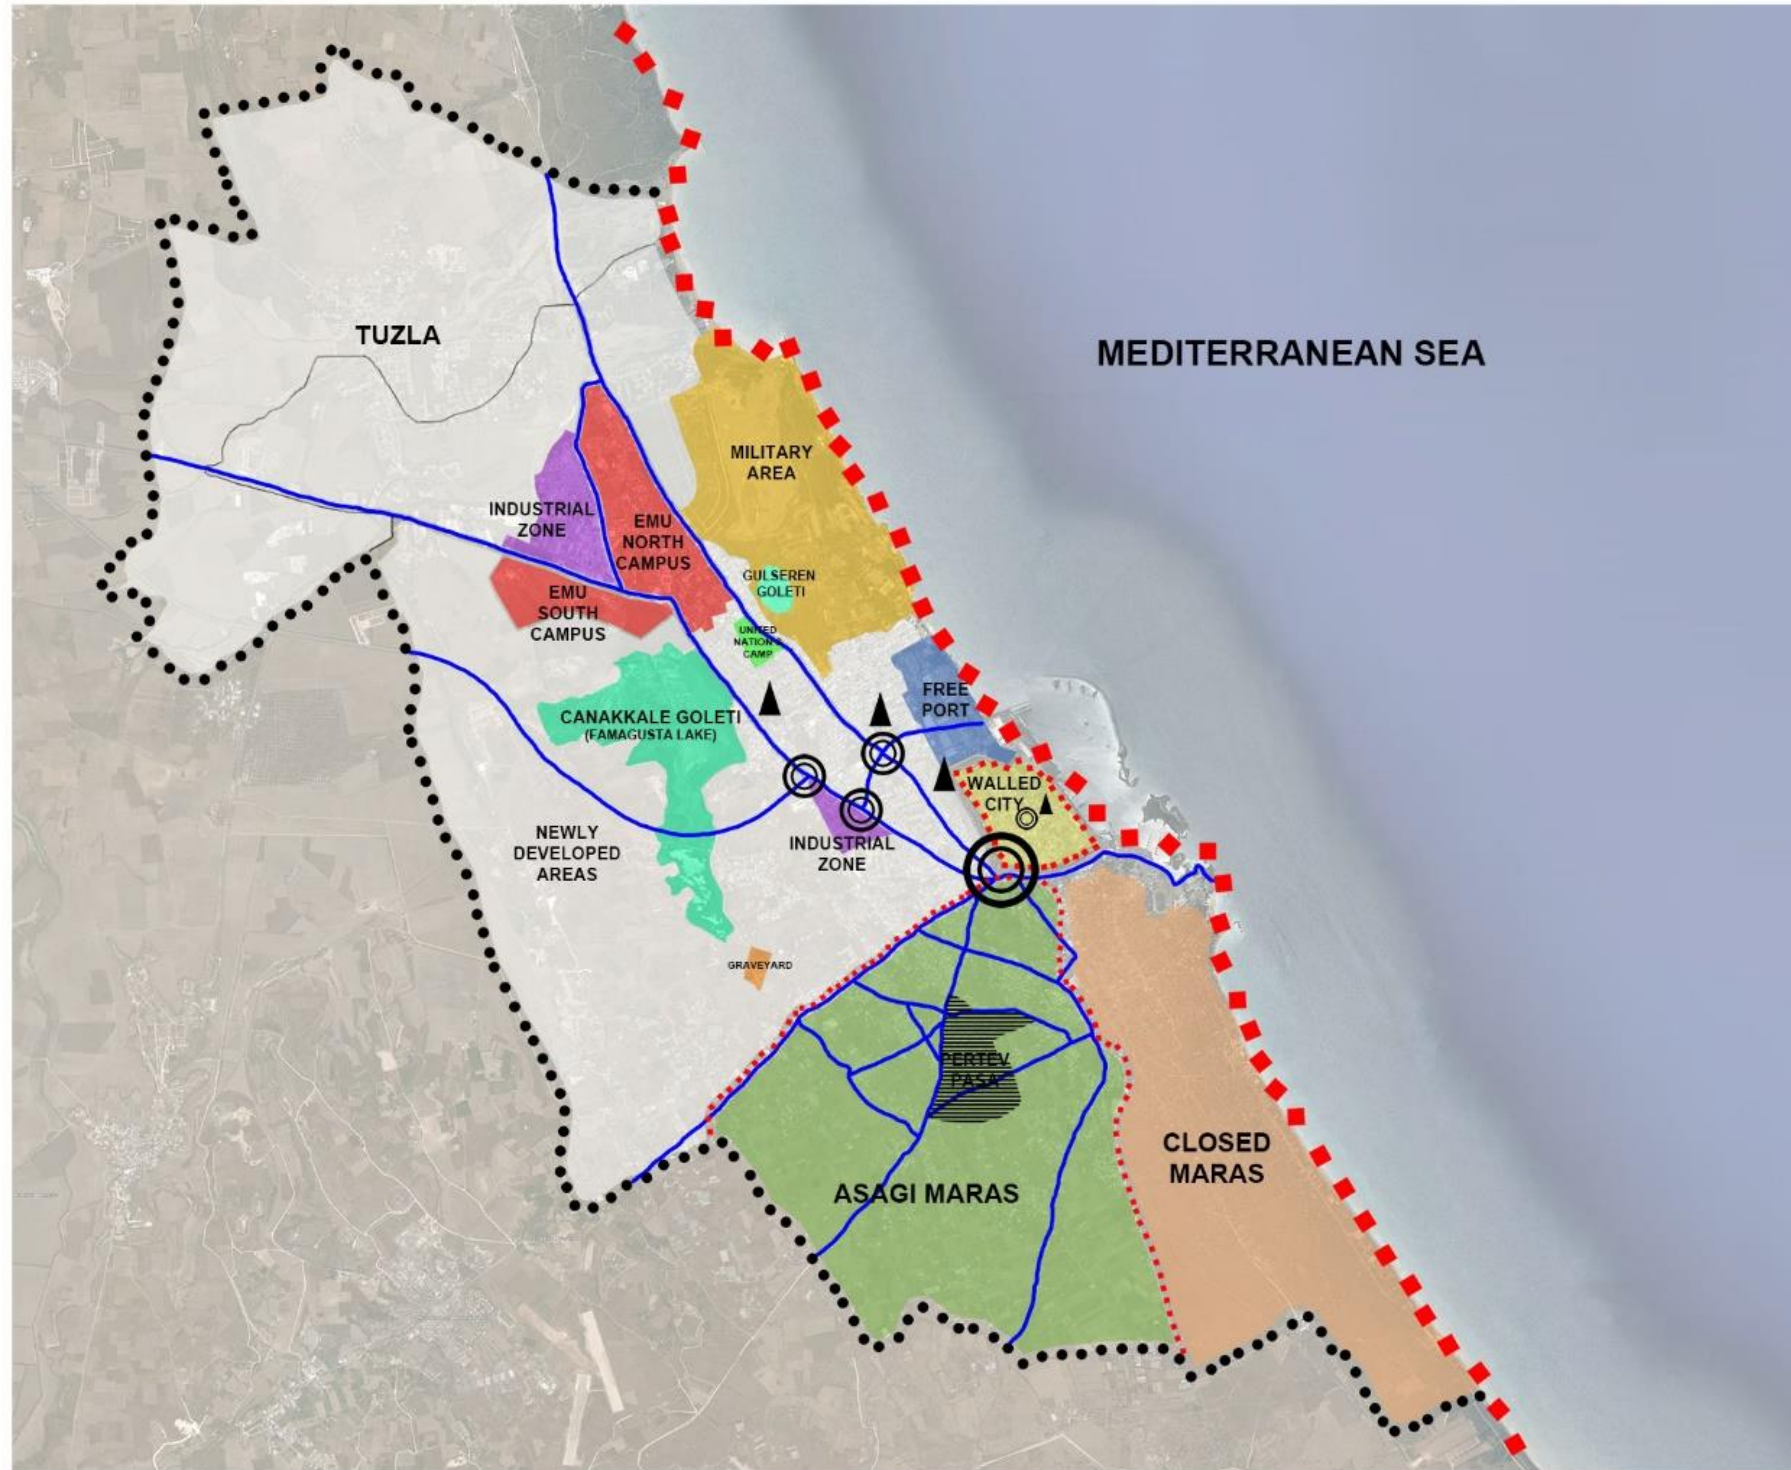 TUZLA
MEDITERRANEAN SEA
MILITARY
AREA
INDUSTRIAL
ZONE
EMU
NORTH
CAMPUS
GULSEREN
GOLETI
EMU
SOUTH
CAMPUS
UNITED
NATION'S
CAMP
FREE
PORT
CANAKKALE GOLETI
(FAMAGUSTA LAKE)
WALLED
CITY
NEWLY
DEVELOPED
AREAS
INDUSTRIAL
ZONE
GRAVEYARD
PERTEV
PASA
CLOSED
MARAS
ASAGI MARAS